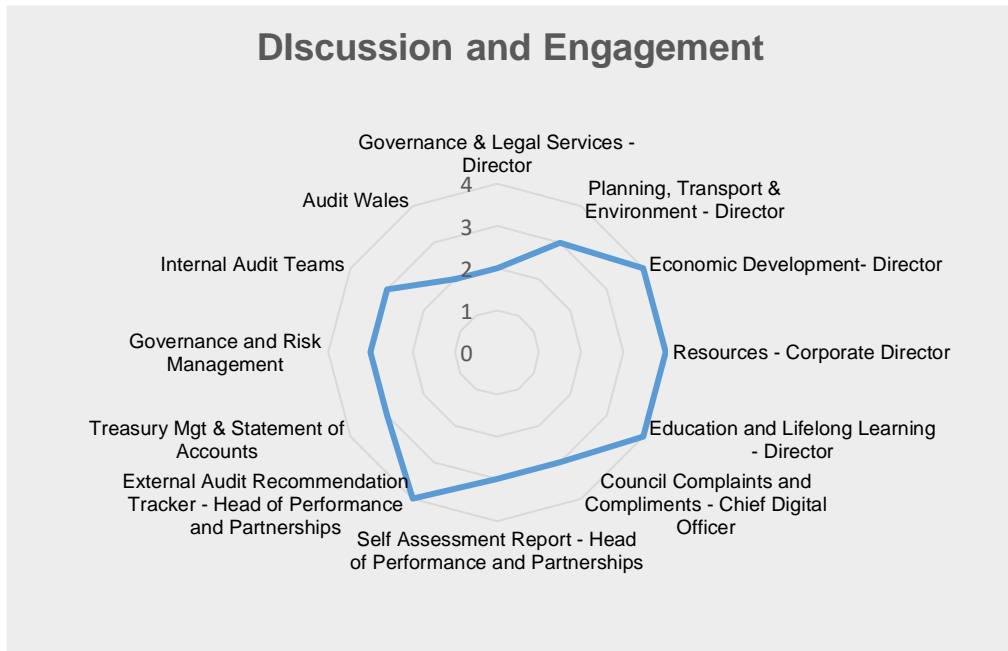 DIscussion and Engagement
Governance & Legal Services -
Director
Planning, Transport &
Environment - Director
Economic Development- Director
Resources - Corporate Director
Education and Lifelong Learning
- Director
Council Complaints and
Compliments - Chief Digital
Officer
Self Assessment Report - Head
of Performance and Partnerships
External Audit Recommendation
Tracker - Head of Performance
and Partnerships
Treasury Mgt & Statement of
Accounts
Governance and Risk
Management
Internal Audit Teams
Audit Wales
4
3
2
1
0